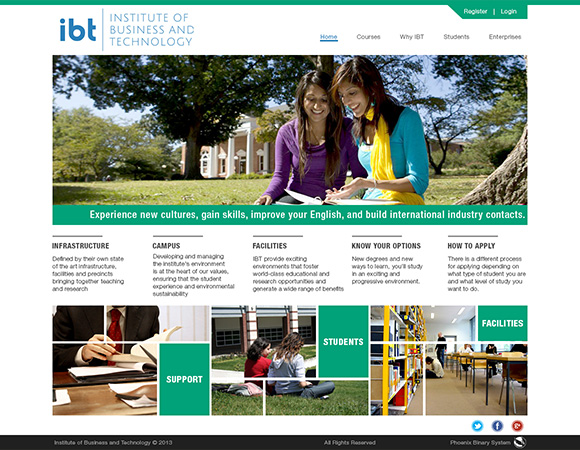 Register | Login
ibt INSTITUTE OF
BUSINESS AND
TECHNOLOGY
Home Courses Why IBT Students Enterprises
Experience new cultures, gain skills, improve your English, and build international industry contacts.
INFRASTRUCTURE
Defined by their own state
of the art infrastructure,
facilities and precincts
bringing together teaching
and research
CAMPUS
Developing and managing
the institute's environment
is at the heart of our values,
ensuring that the student
experience and environmental
sustainability
FACILITIES
IBT provide exciting
environments that foster
world-class educational and
research opportunities and
generate a wide range of benefits
KNOW YOUR OPTIONS
New degrees and new
ways to learn, you'll study
in an exciting and
progressive environment.
HOW TO APPLY
There is a different process
for applying depending on
what type of student you are
and what level of study you
want to do.
SUPPORT
STUDENTS
FACILITIES
Institute of Business and Technology © 2013 All Rights Reserved Phoenix Binary System